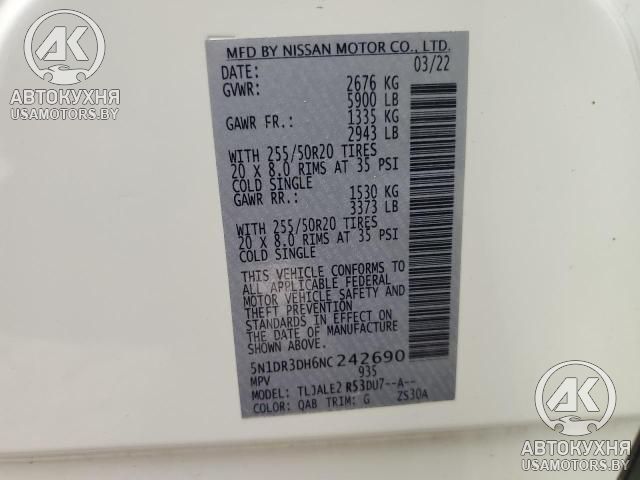 MFD BY NISSAN MOTOR CO., LTD.
DATE: 03/22
GVWR: 2676 KG
5900 LB
GAWR FR.: 1335 KG
2943 LB
WITH 255/50R20 TIRES
20 X 8.0 RIMS AT 35 PSI
COLD SINGLE
GAWR RR.: 1530 KG
3373 LB
WITH 255/50R20 TIRES
20 X 8.0 RIMS AT 35 PSI
COLD SINGLE
THIS VEHICLE CONFORMS TO
ALL APPLICABLE FEDERAL
MOTOR VEHICLE SAFETY AND
THEFT PREVENTION
STANDARDS IN EFFECT ON
THE DATE OF MANUFACTURE
SHOWN ABOVE.
5N1DR3DH6NC242690
MPV 935
MODEL: TLJALE2 R53DU7--A--
COLOR: QAB TRIM: G ZS30A
АК
АВТОКУХНЯ
USAMOTORS.BY
АК
АВТОКУХНЯ
USAMOTORS.BY